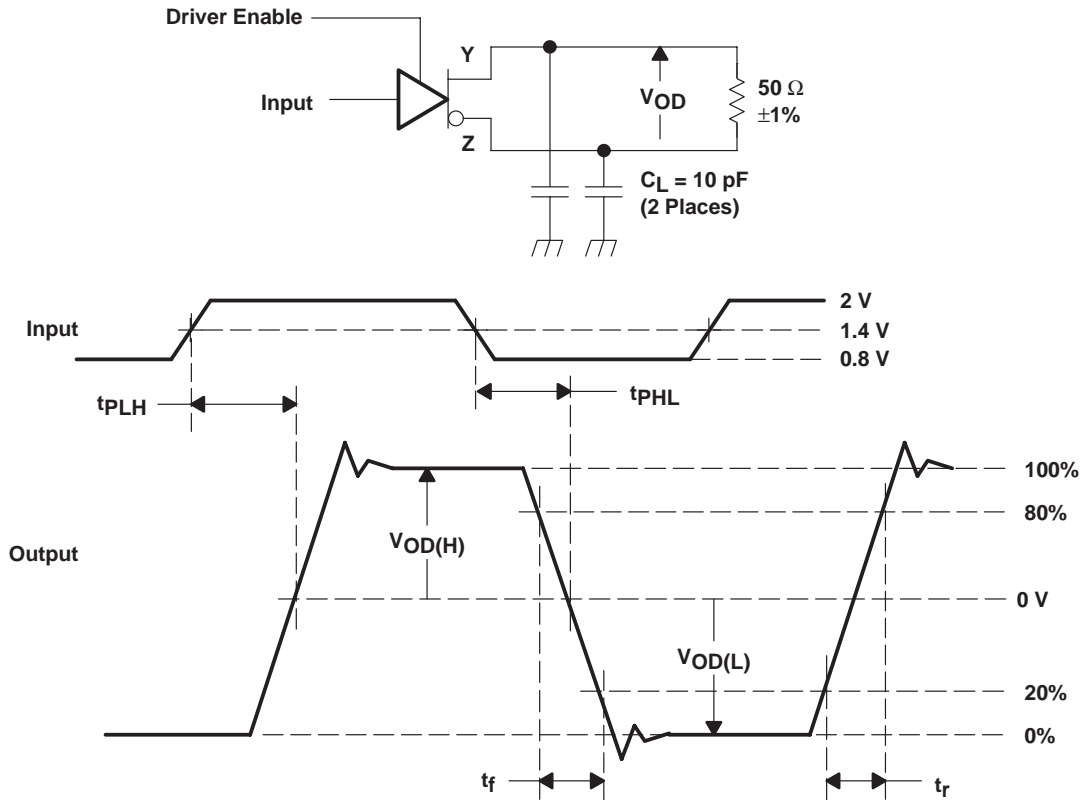 Driver Enable
Y
Input
VOD
50 Ω
±1%
Z
CL = 10 pF
(2 Places)
2 V
Input
1.4 V
0.8 V
tPLH
tPHL
100%
80%
VOD(H)
Output
0 V
VOD(L)
20%
0%
tf
tr